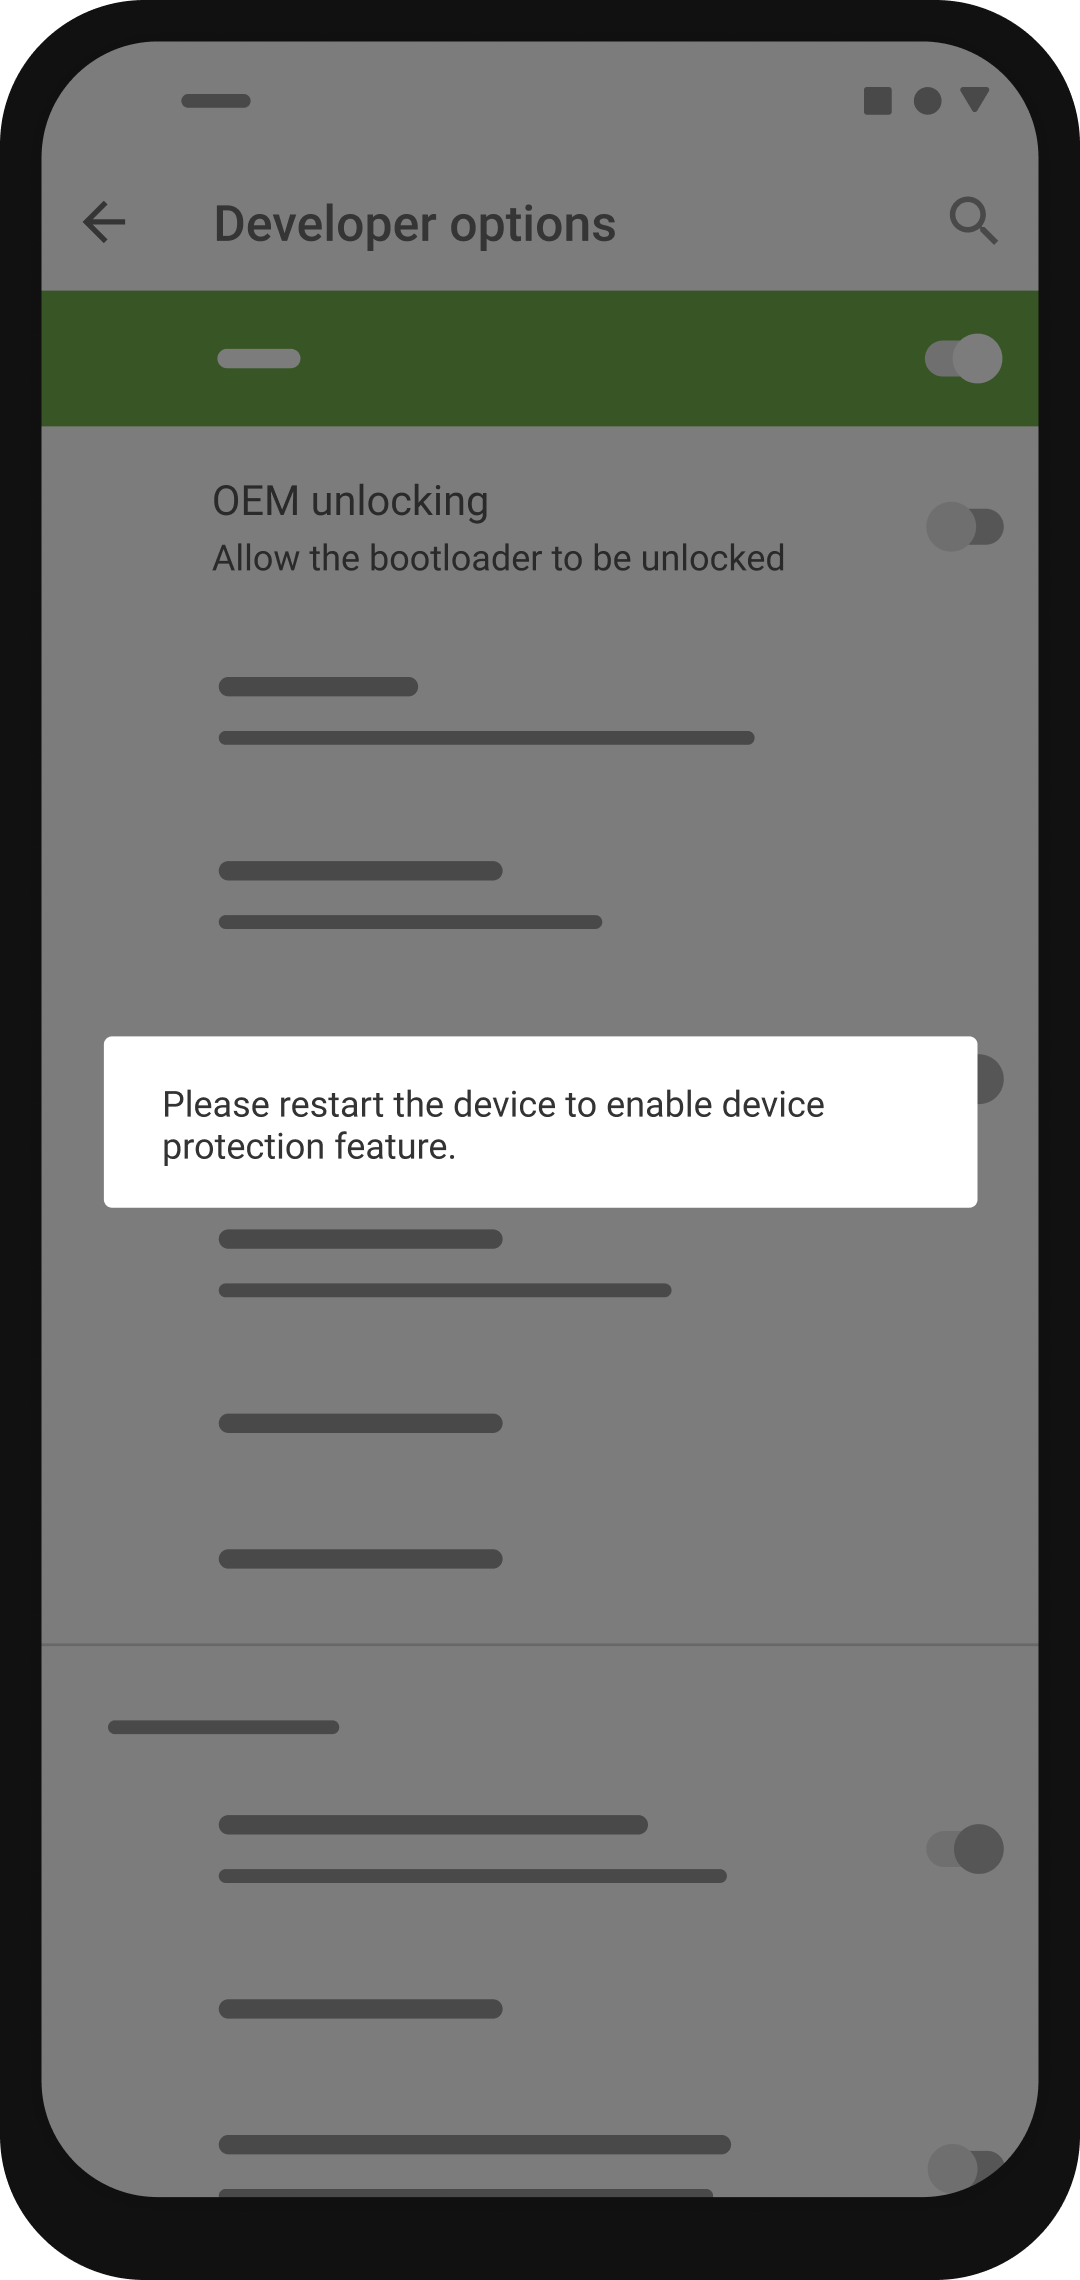 Developer options
OEM unlocking
Allow the bootloader to be unlocked
Please restart the device to enable device
protection feature.